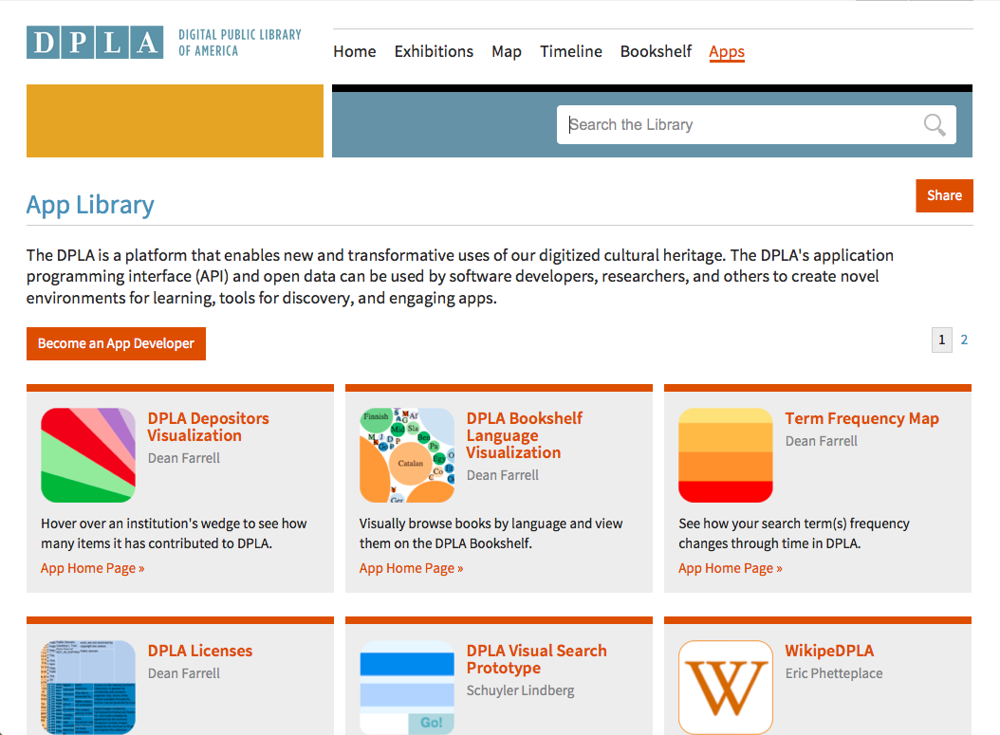 DPLA
DIGITAL PUBLIC LIBRARY
OF AMERICA
Home Exhibitions Map Timeline Bookshelf Apps
Search the Library
App Library
Share
The DPLA is a platform that enables new and transformative uses of our digitized cultural heritage. The DPLA's application
programming interface (API) and open data can be used by software developers, researchers, and others to create novel
environments for learning, tools for discovery, and engaging apps.
Become an App Developer
1 2
DPLA Depositors
Visualization
Dean Farrell
Hover over an institution's wedge to see how
many items it has contributed to DPLA.
App Home Page »
Finnish
Catalan
DPLA Bookshelf
Language
Visualization
Dean Farrell
Visually browse books by language and view
them on the DPLA Bookshelf.
App Home Page »
Term Frequency Map
Dean Farrell
See how your search term(s) frequency
changes through time in DPLA.
App Home Page »
DPLA Licenses
Dean Farrell
Go!
DPLA Visual Search
Prototype
Schuyler Lindberg
W
WikipeDPLA
Eric Phetteplace